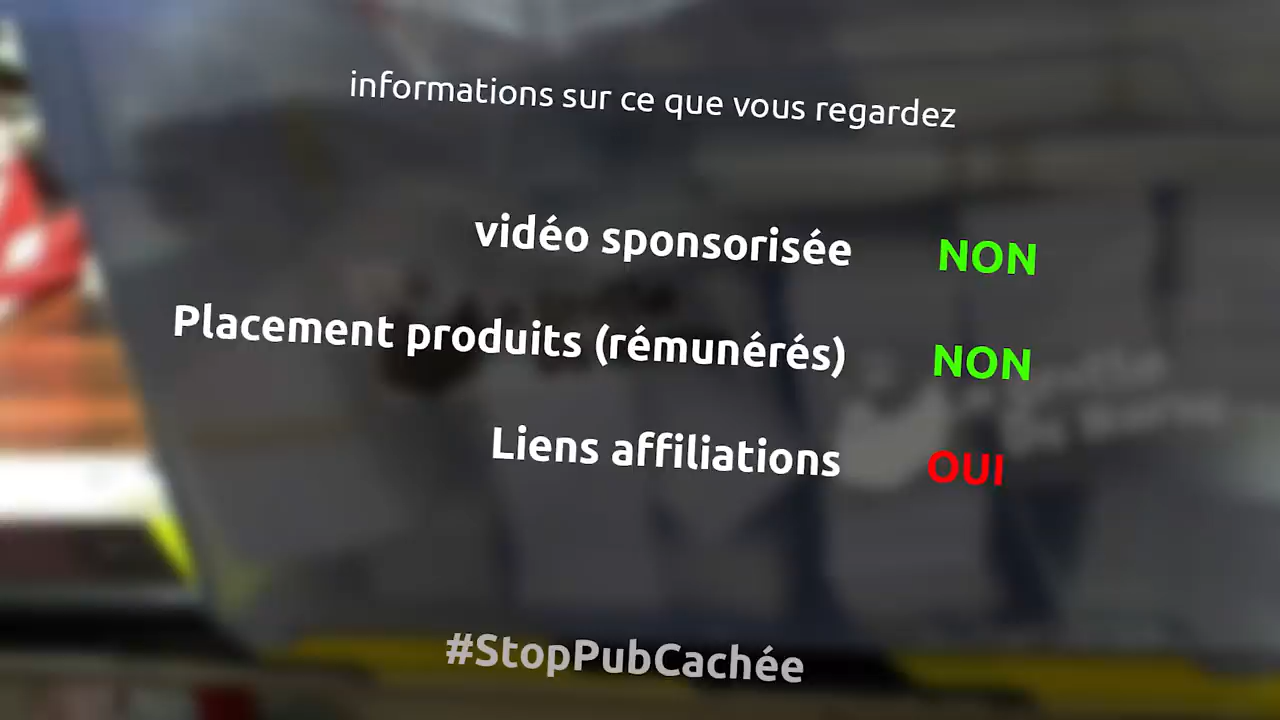 informations sur ce que vous regardez
vidéo sponsorisée NON
Placement produits (rémunérés) NON
Liens affiliations OUI
#StopPubCachée